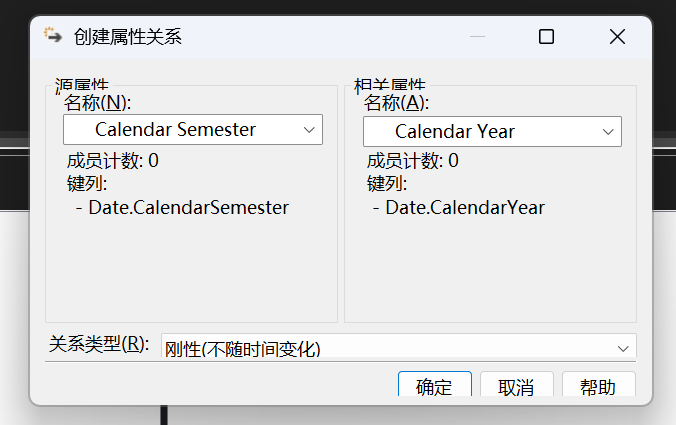 创建属性关系
源属性
名称(N):
Calendar Semester
成员计数: 0
键列:
- Date.CalendarSemester
相关属性
名称(A):
Calendar Year
成员计数: 0
键列:
- Date.CalendarYear
关系类型(R):
刚性(不随时间变化)
确定
取消
帮助